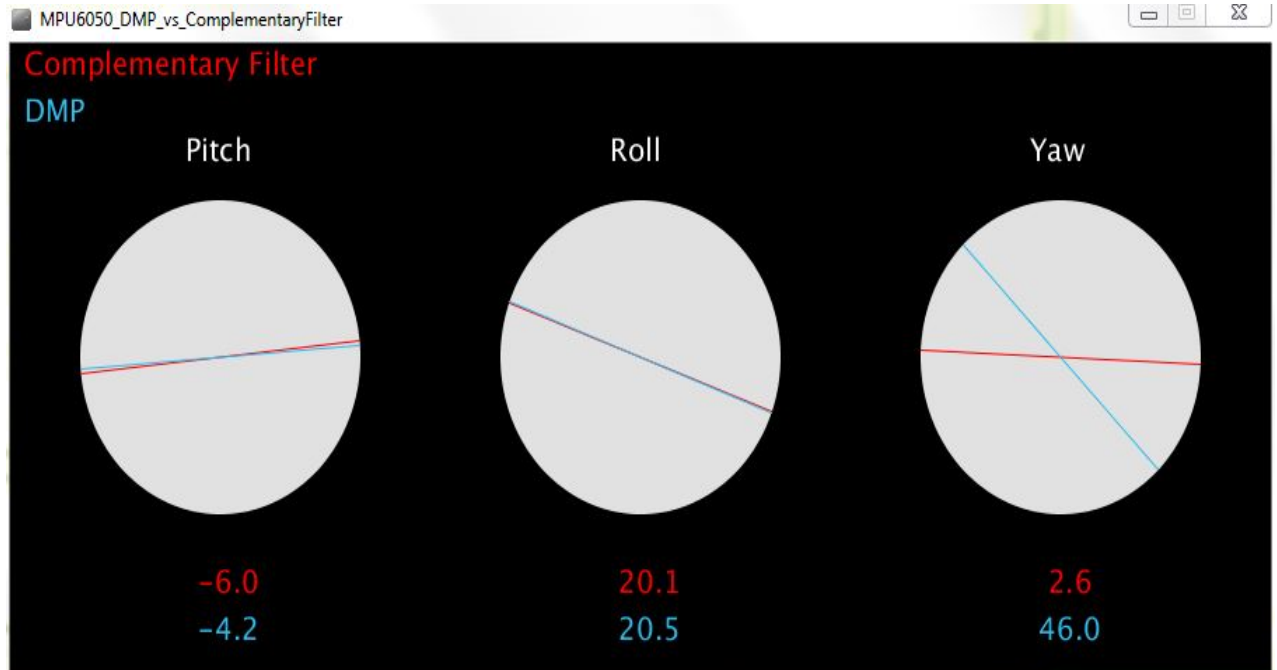 MPU6050_DMP_vs_ComplementaryFilter
Complementary Filter
DMP
Pitch Roll Yaw
-6.0 20.1 2.6
-4.2 20.5 46.0